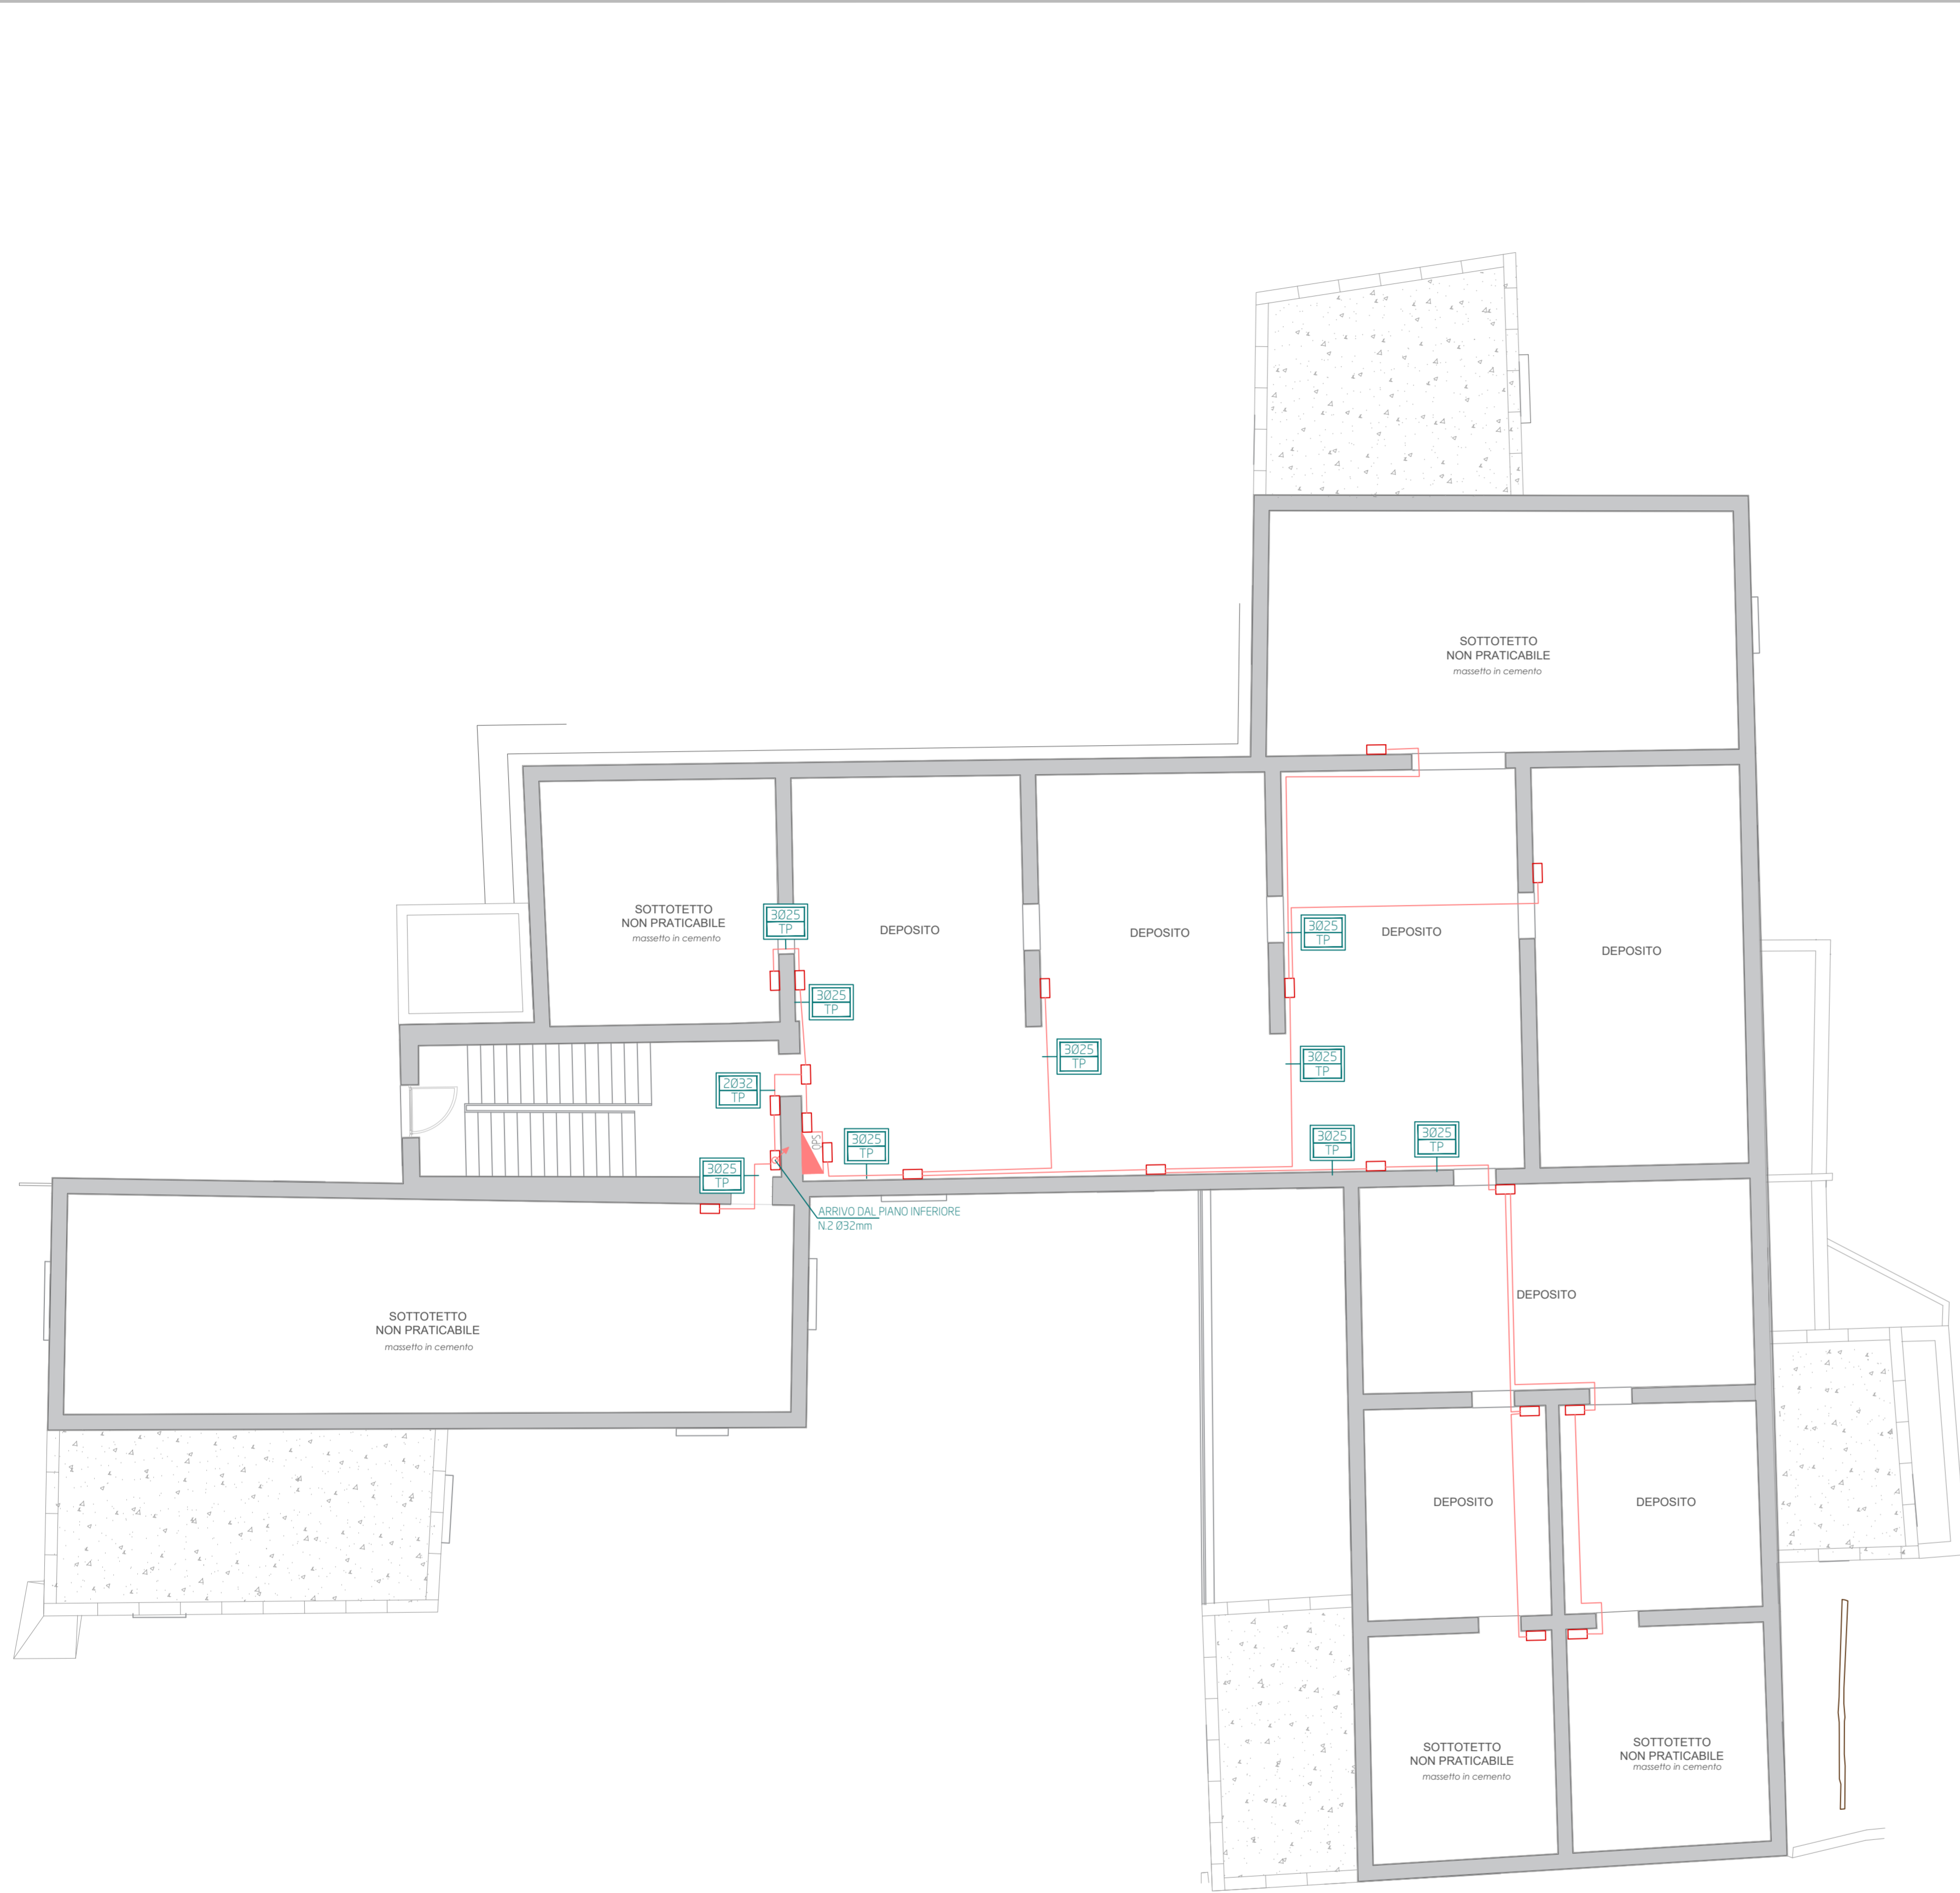 SOTTOTETTO
NON PRATICABILE
massetto in cemento
SOTTOTETTO
NON PRATICABILE
massetto in cemento
3Ø25
TP
DEPOSITO
DEPOSITO
3Ø25
TP
DEPOSITO
DEPOSITO
3Ø25
TP
3Ø25
TP
3Ø25
TP
2Ø32
TP
QPS
3Ø25
TP
3Ø25
TP
3Ø25
TP
3Ø25
TP
ARRIVO DAL PIANO INFERIORE
N.2 Ø32mm
SOTTOTETTO
NON PRATICABILE
massetto in cemento
DEPOSITO
DEPOSITO
DEPOSITO
SOTTOTETTO
NON PRATICABILE
massetto in cemento
SOTTOTETTO
NON PRATICABILE
massetto in cemento